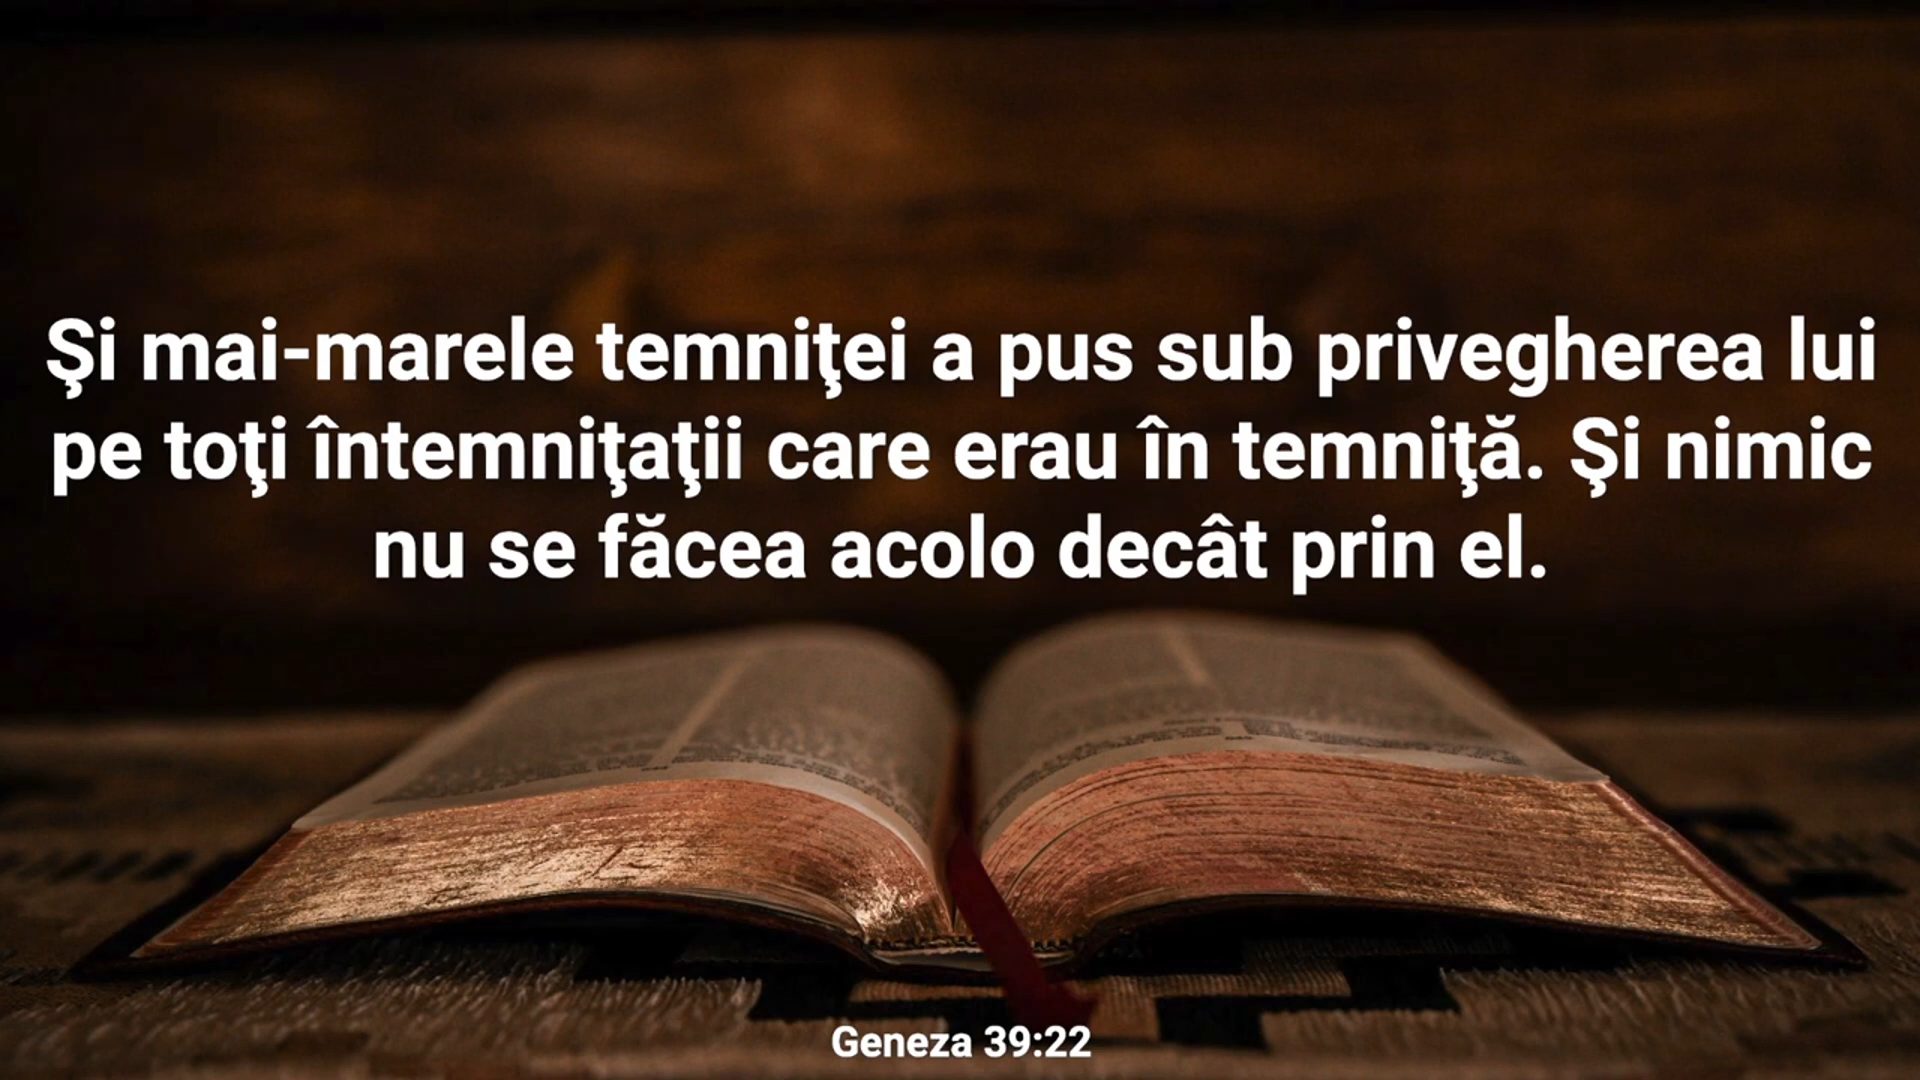 Şi mai-marele temniţei a pus sub privegherea lui
pe toţi întemniţaţii care erau în temniţă. Şi nimic
nu se făcea acolo decât prin el.
Geneza 39:22